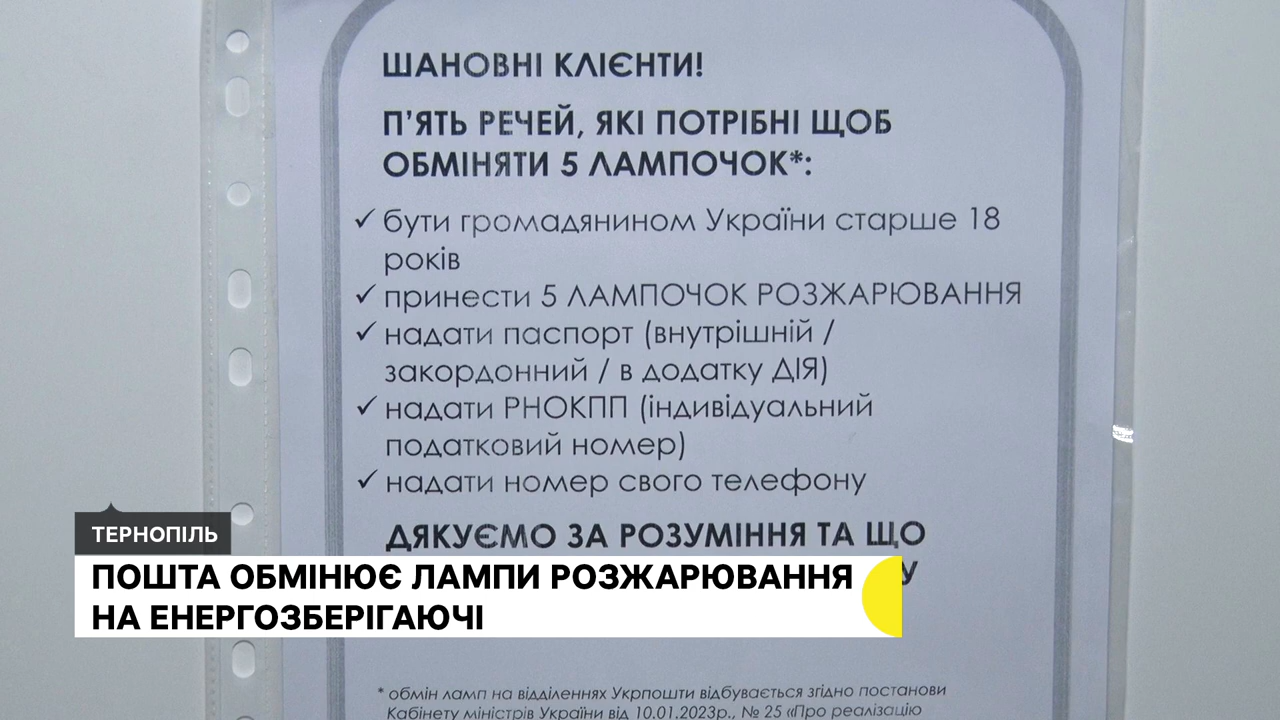 ШАНОВНІ КЛІЄНТИ!
П'ЯТЬ РЕЧЕЙ, ЯКІ ПОТРІБНІ ЩОБ
ОБМІНЯТИ 5 ЛАМПОЧОК*:
✓ бути громадянином України старше 18
років
✓ принести 5 ЛАМПОЧОК РОЗЖАРЮВАННЯ
✓ надати паспорт (внутрішній /
закордонний / в додатку ДІЯ)
✓ надати РНОКПП (індивідуальний
податковий номер)
✓ надати номер свого телефону
ДЯКУЄМО ЗА РОЗУМІННЯ ТА ЩО
ТЕРНОПІЛЬ
ПОШТА ОБМІНЮЄ ЛАМПИ РОЗЖАРЮВАННЯ
НА ЕНЕРГОЗБЕРІГАЮЧІ
* обмін ламп на відділеннях Укрпошти відбувається згідно постанови
Кабінету міністрів України від 10.01.2023р., № 25 «Про реалізацію